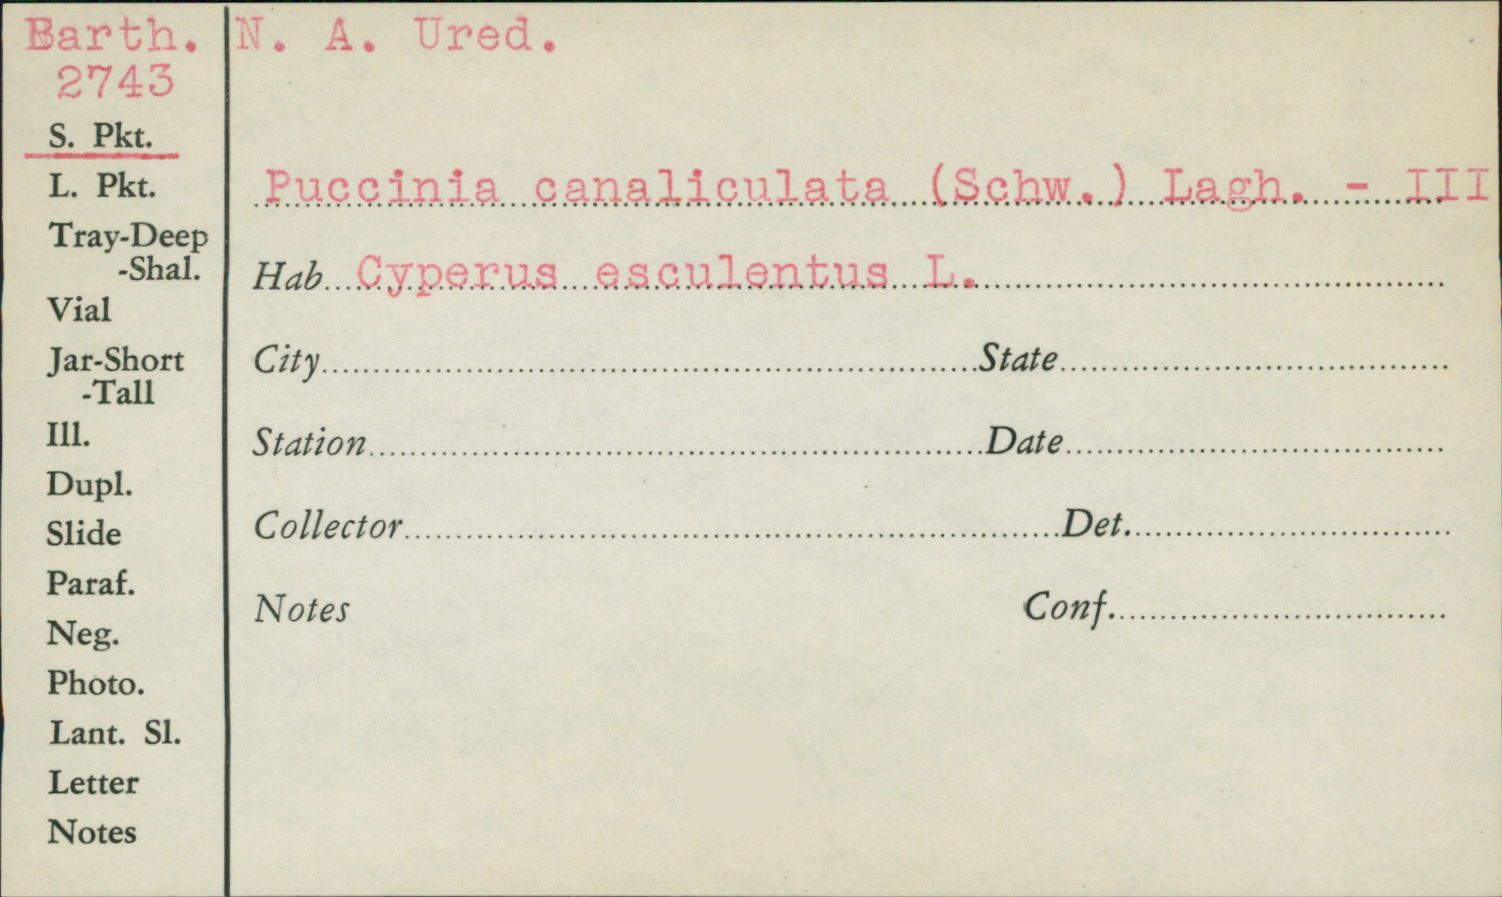 Barth. N. A. Ured.
2743
S. Pkt.
L. Pkt.
Tray-Deep
-Shal.
Vial
Jar-Short
-Tall
Ill.
Dupl.
Slide
Paraf.
Neg.
Photo.
Lant. Sl.
Letter
Notes
Puccinia canaliculata (Schw.) Lagh. - III
Hab. Cyperus esculentus L.
City State
Station Date
Collector Det.
Notes Conf.